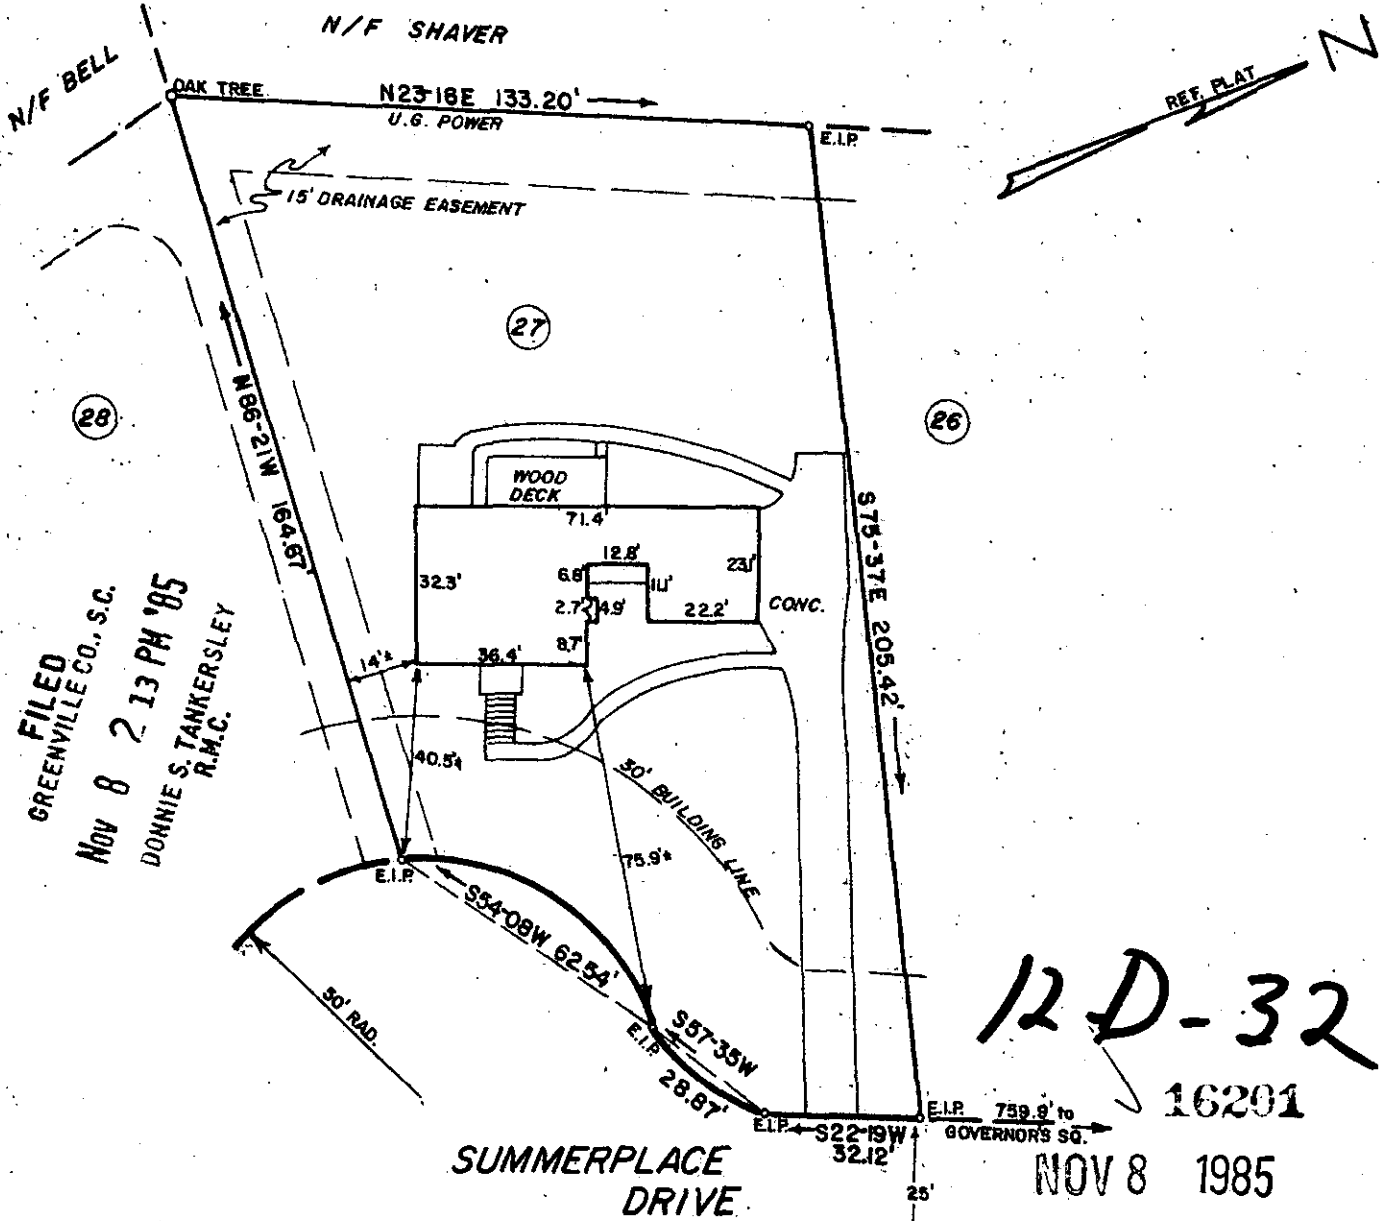 N/F SHAVER
N/F BELL
N
REF. PLAT
OAK TREE
N23-18E 133.20'
U.G. POWER
E.I.P.
15' DRAINAGE EASEMENT
27
28
26
N86-21W 164.67'
S75-37E 205.42'
WOOD
DECK
71.4'
12.8'
23.1'
32.3'
6.8'
11.1'
2.7'
4.9'
22.2'
CONC.
8.7'
36.4'
14'±
40.5'±
30' BUILDING LINE
75.9'±
FILED
GREENVILLE CO., S.C.
NOV 8 2 13 PM '85
DONNIE S. TANKERSLEY
R.M.C.
E.I.P.
S54-08W 62.54'
50' RAD.
E.I.P.
S57-35W
28.87'
12 D - 32
16201
E.I.P.
E.I.P.
759.9' to
GOVERNOR'S SQ.
S22-19W
32.12'
25'
NOV 8 1985
SUMMERPLACE
DRIVE